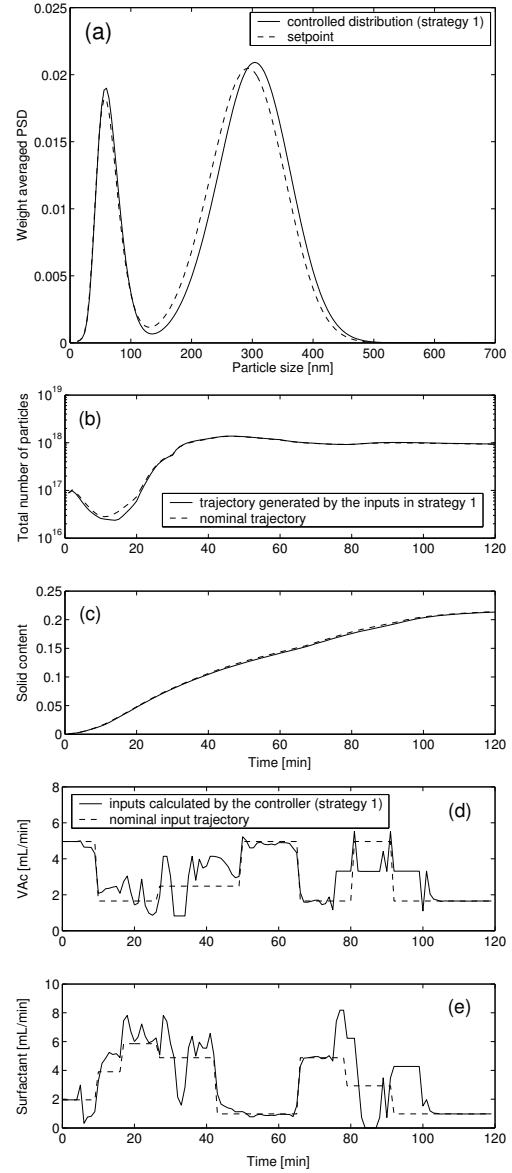 (a)
controlled distribution (strategy 1)
setpoint
Weight averaged PSD
0.025
0.02
0.015
0.01
0.005
0
0 100 200 300 400 500 600 700
Particle size [nm]
(b)
Total number of particles
10^19
10^18
10^17
10^16
trajectory generated by the inputs in strategy 1
nominal trajectory
0 20 40 60 80 100 120
(c)
Solid content
0.25
0.2
0.15
0.1
0.05
0
0 20 40 60 80 100 120
Time [min]
(d)
inputs calculated by the controller (strategy 1)
nominal input trajectory
VAc [mL/min]
8
6
4
2
0
0 20 40 60 80 100 120
(e)
Surfactant [mL/min]
10
8
6
4
2
0
0 20 40 60 80 100 120
Time [min]